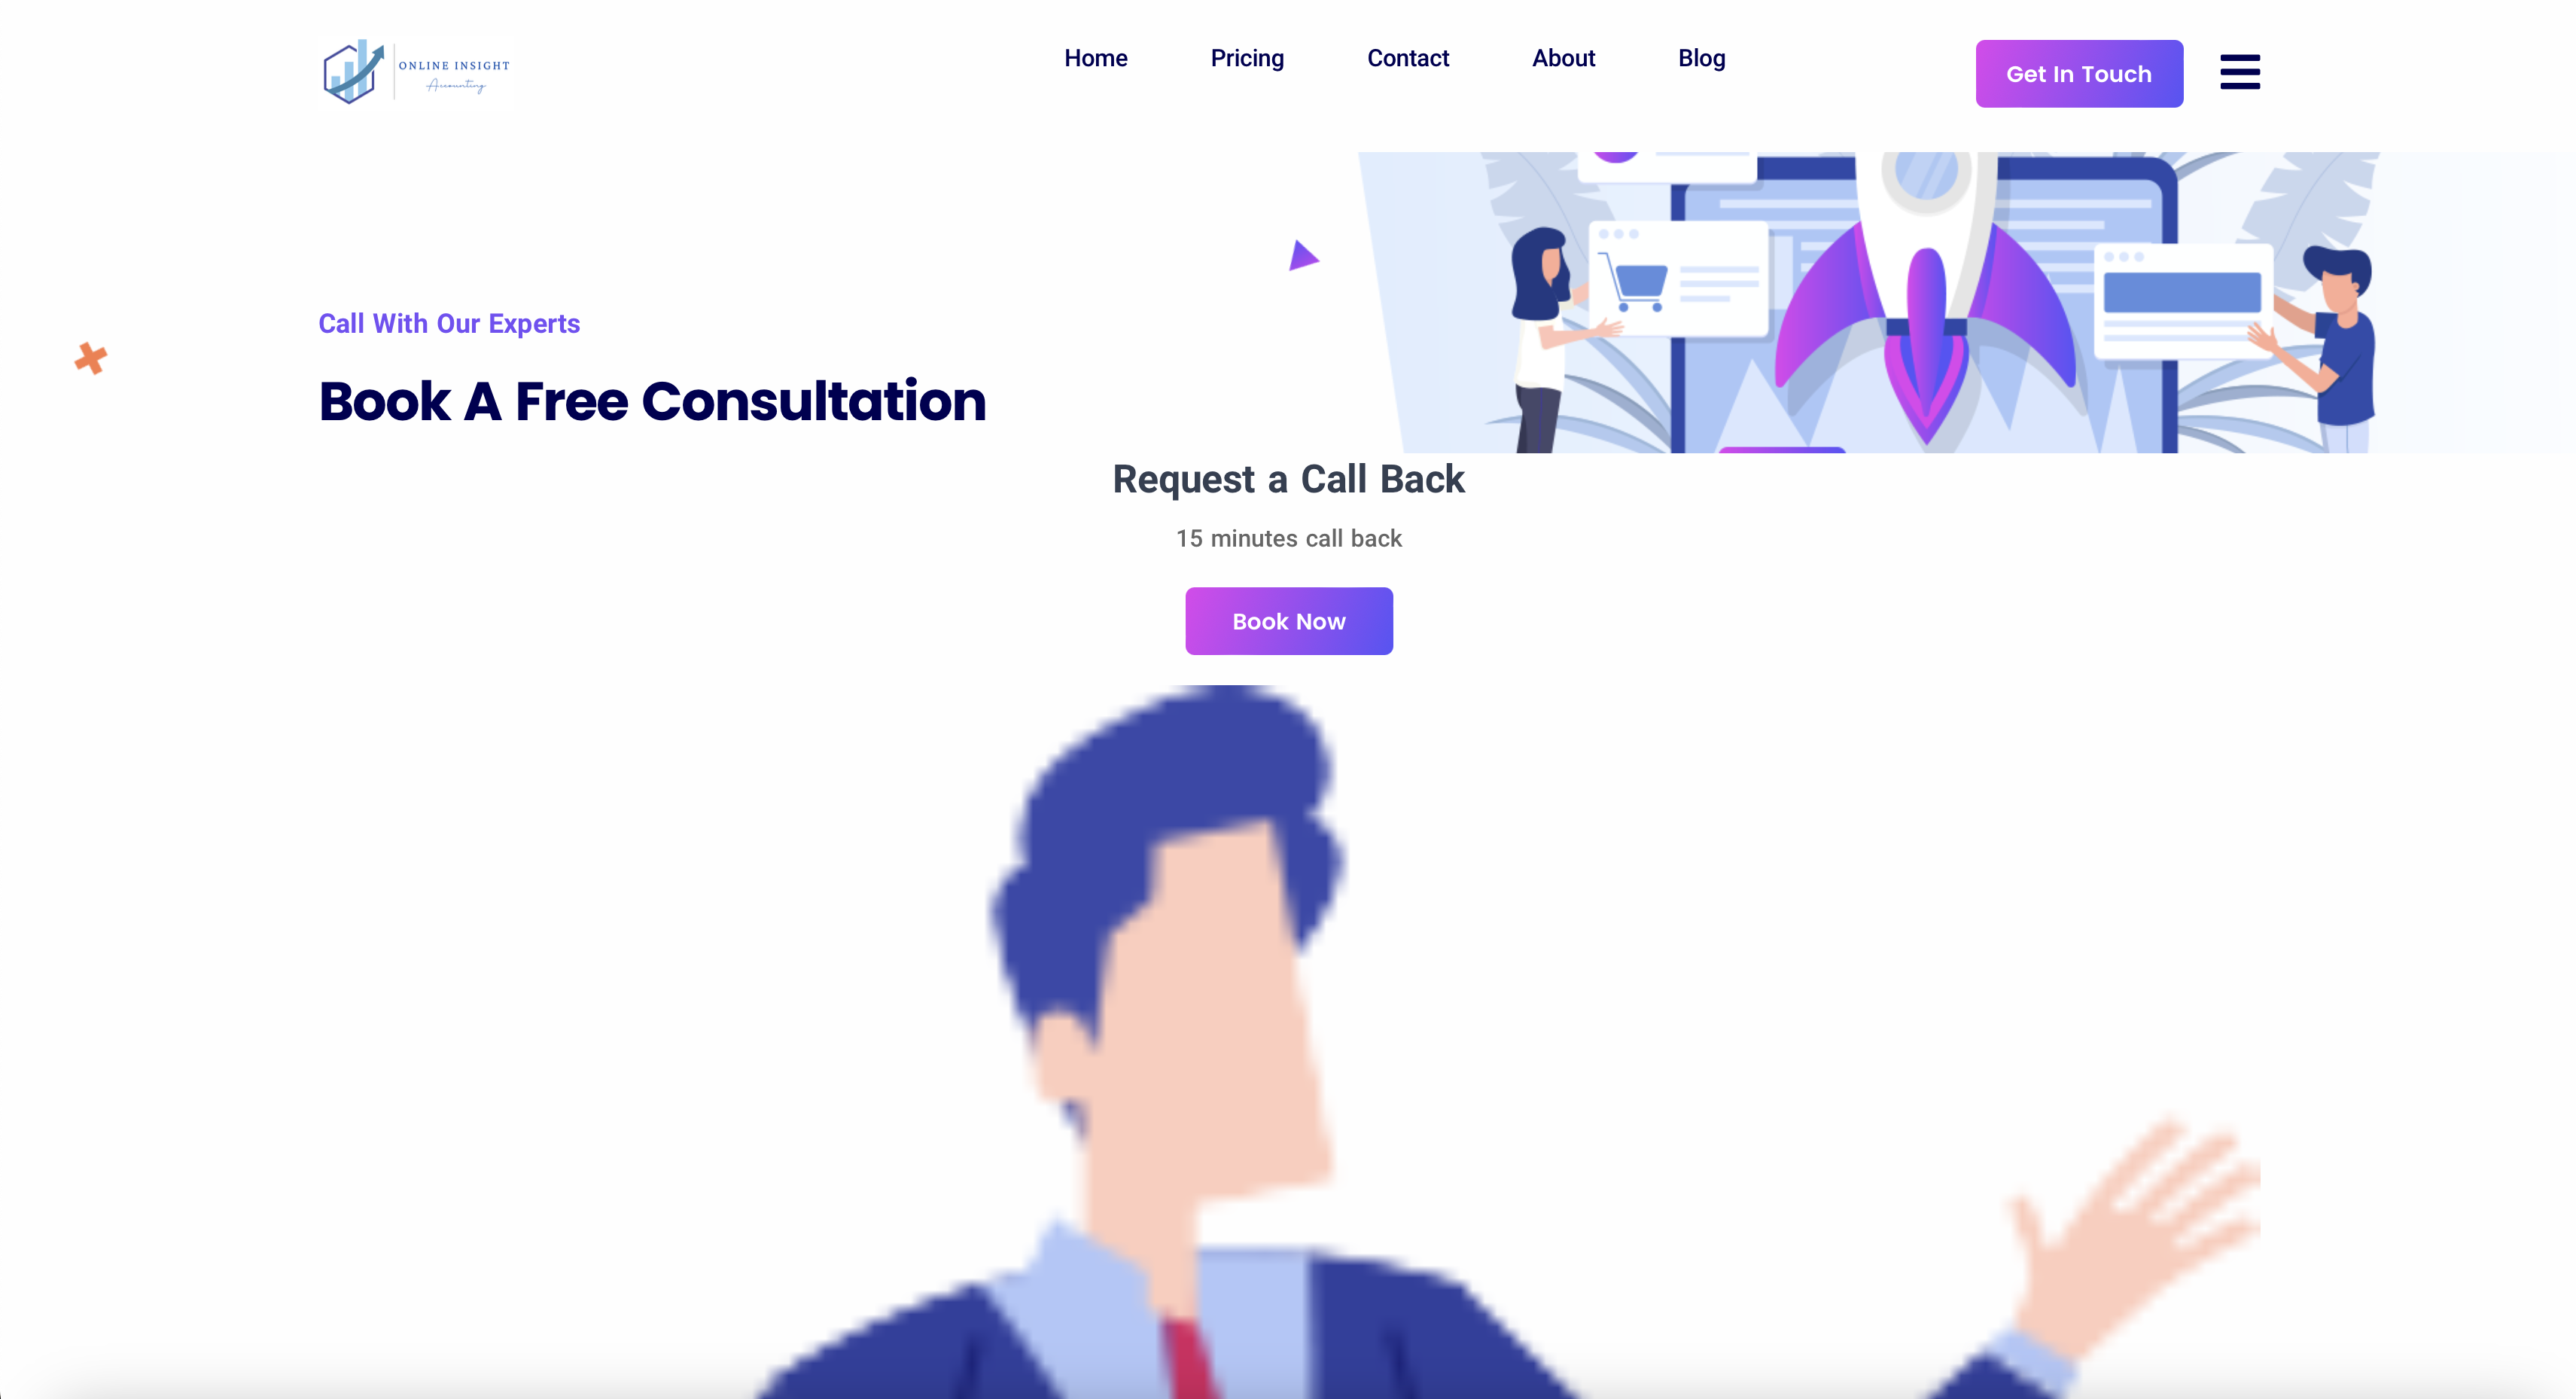 ONLINE INSIGHT
Accounting
Home
Pricing
Contact
About
Blog
Get In Touch
Call With Our Experts
Book A Free Consultation
Request a Call Back
15 minutes call back
Book Now